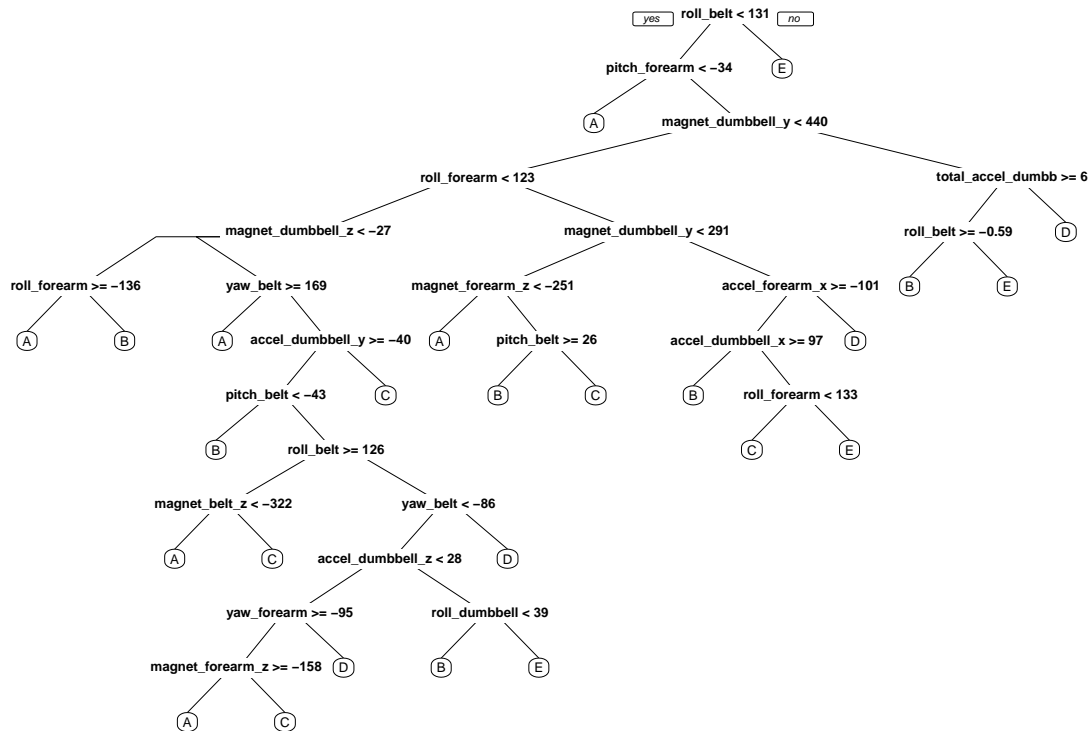 yes roll_belt < 131 no
pitch_forearm < −34 E
A magnet_dumbbell_y < 440
roll_forearm < 123 total_accel_dumbb >= 6
magnet_dumbbell_z < −27 magnet_dumbbell_y < 291 roll_belt >= −0.59 D
roll_forearm >= −136 yaw_belt >= 169 magnet_forearm_z < −251 accel_forearm_x >= −101 B E
A B A accel_dumbbell_y >= −40 A pitch_belt >= 26 accel_dumbbell_x >= 97 D
pitch_belt < −43 C B C B roll_forearm < 133
B roll_belt >= 126 C E
magnet_belt_z < −322 yaw_belt < −86
A C accel_dumbbell_z < 28 D
yaw_forearm >= −95 roll_dumbbell < 39
magnet_forearm_z >= −158 D B E
A C